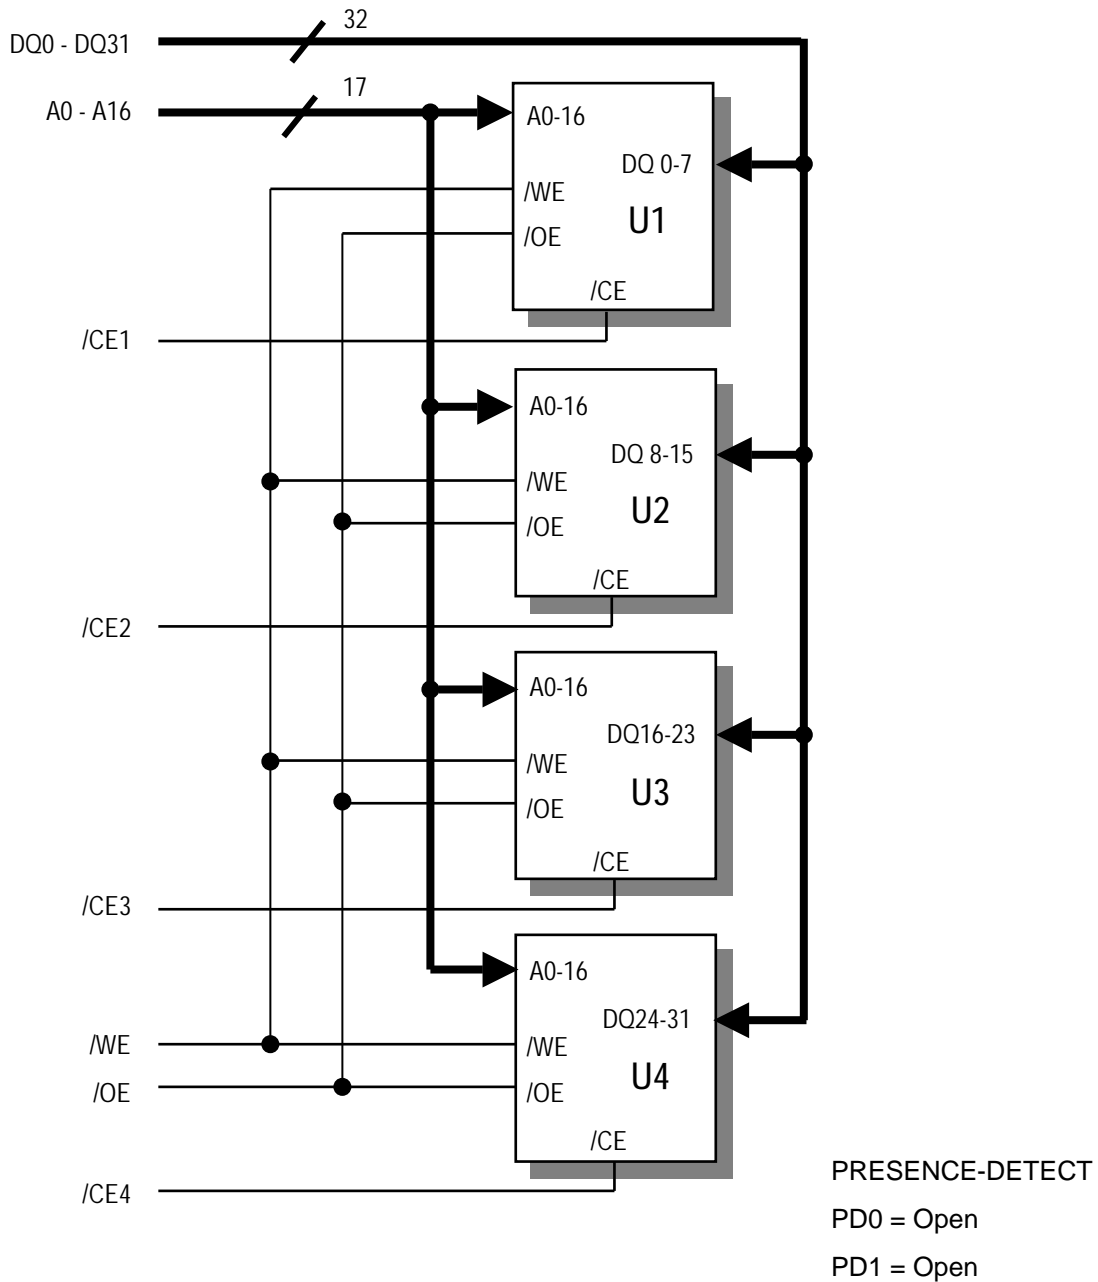 32
DQ0 - DQ31
17
A0 - A16
A0-16
DQ 0-7
/WE
U1
/OE
/CE
/CE1
A0-16
DQ 8-15
/WE
U2
/OE
/CE
/CE2
A0-16
DQ16-23
/WE
U3
/OE
/CE
/CE3
A0-16
DQ24-31
/WE
/WE
U4
/OE
/OE
/CE
/CE4
PRESENCE-DETECT
PD0 = Open
PD1 = Open